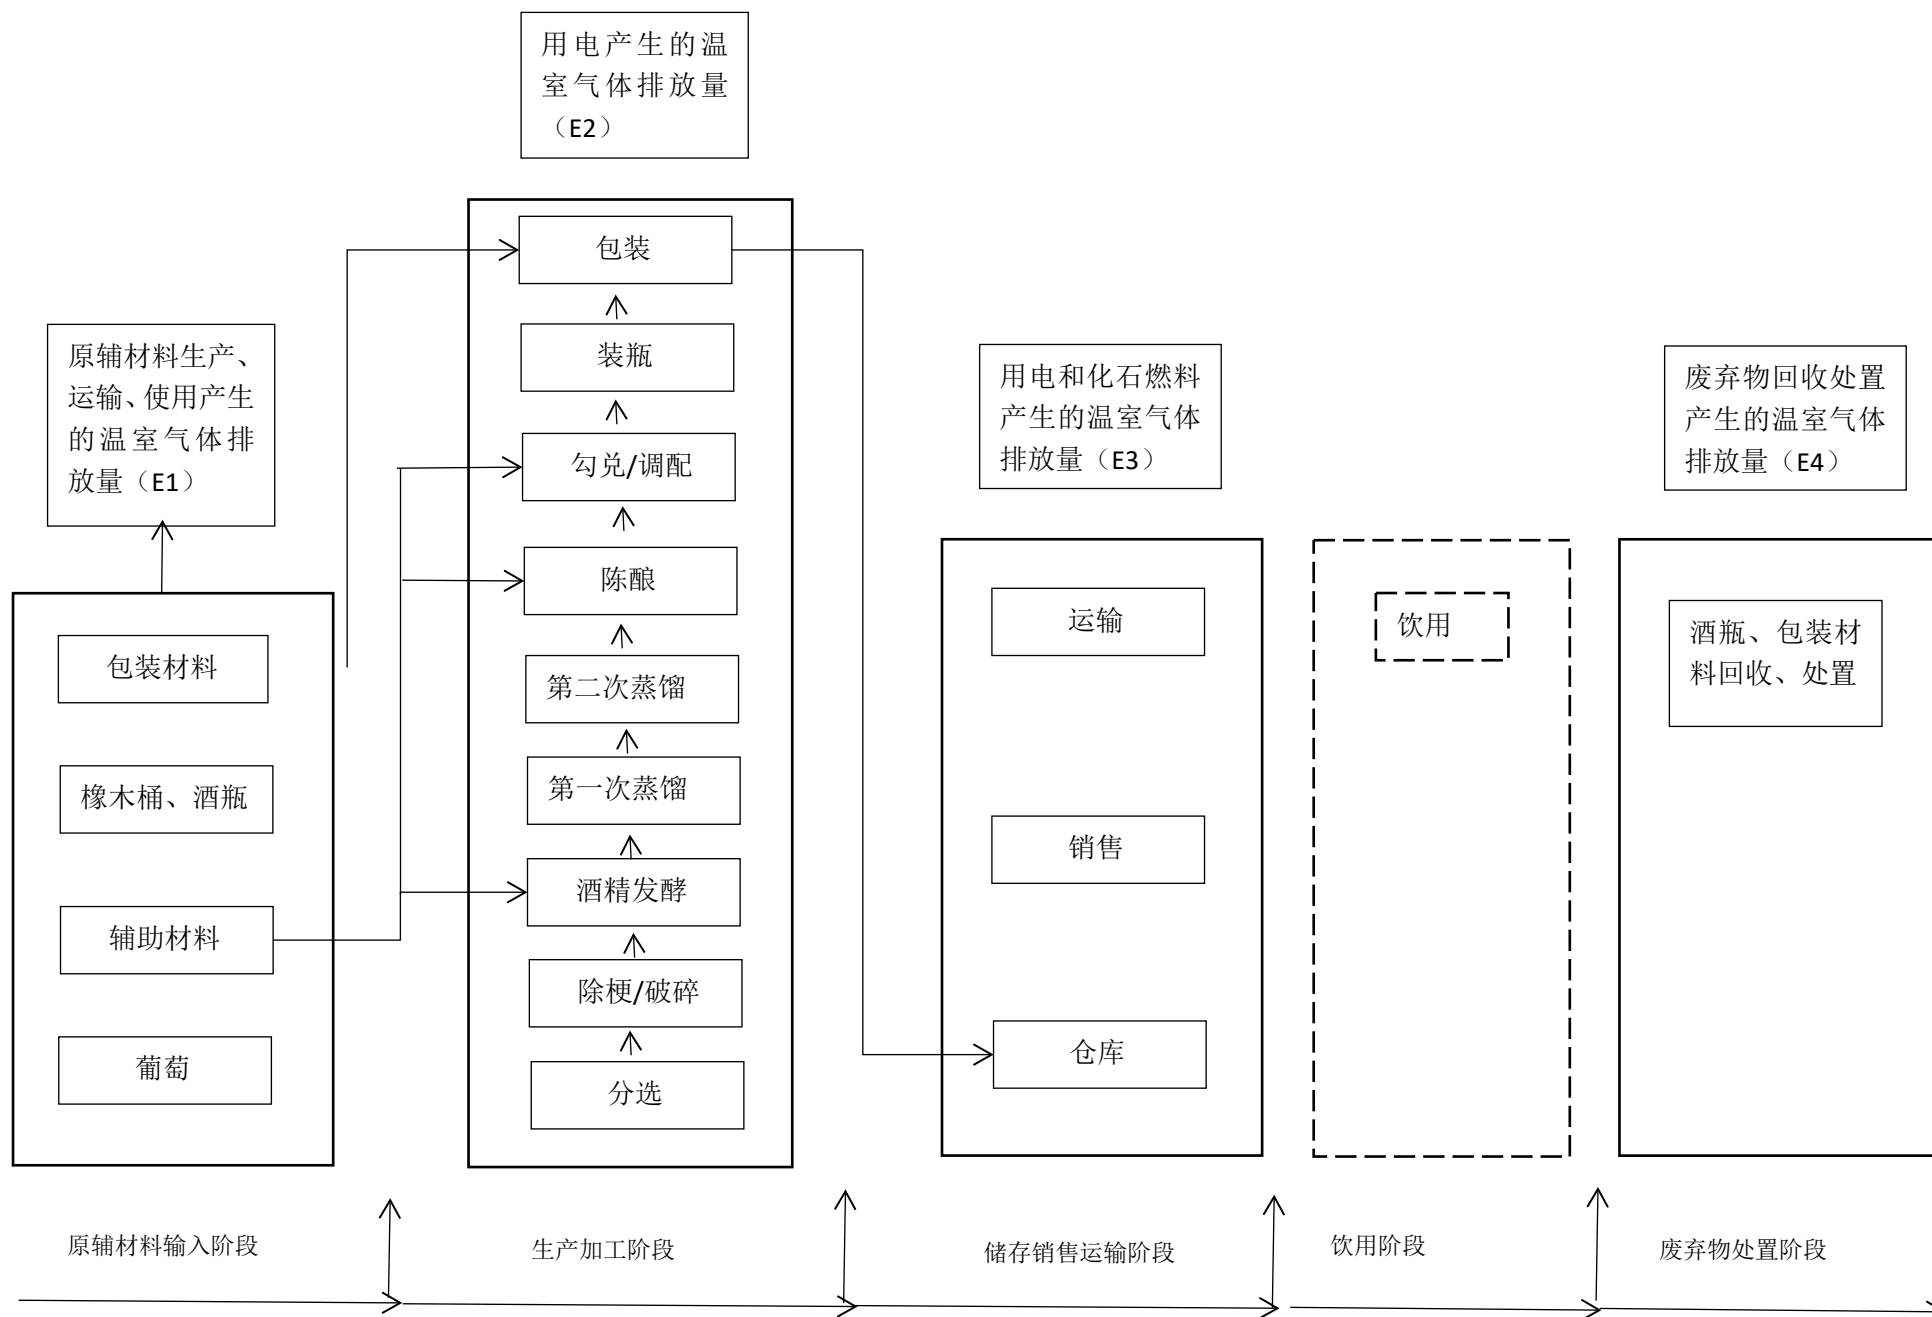 用电产生的温
室气体排放量
（E2）
原辅材料生产、
运输、使用产生
的温室气体排
放量（E1）
包装材料
橡木桶、酒瓶
辅助材料
葡萄
包装
装瓶
勾兑/调配
陈酿
第二次蒸馏
第一次蒸馏
酒精发酵
除梗/破碎
分选
用电和化石燃料
产生的温室气体
排放量（E3）
运输
销售
仓库
饮用
废弃物回收处置
产生的温室气体
排放量（E4）
酒瓶、包装材
料回收、处置
原辅材料输入阶段
生产加工阶段
储存销售运输阶段
饮用阶段
废弃物处置阶段